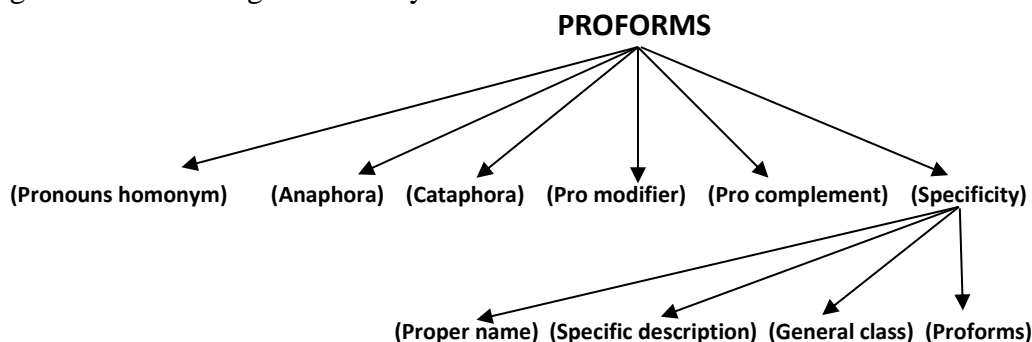 PROFORMS
(Pronouns homonym) (Anaphora) (Cataphora) (Pro modifier) (Pro complement) (Specificity)
(Proper name) (Specific description) (General class) (Proforms)